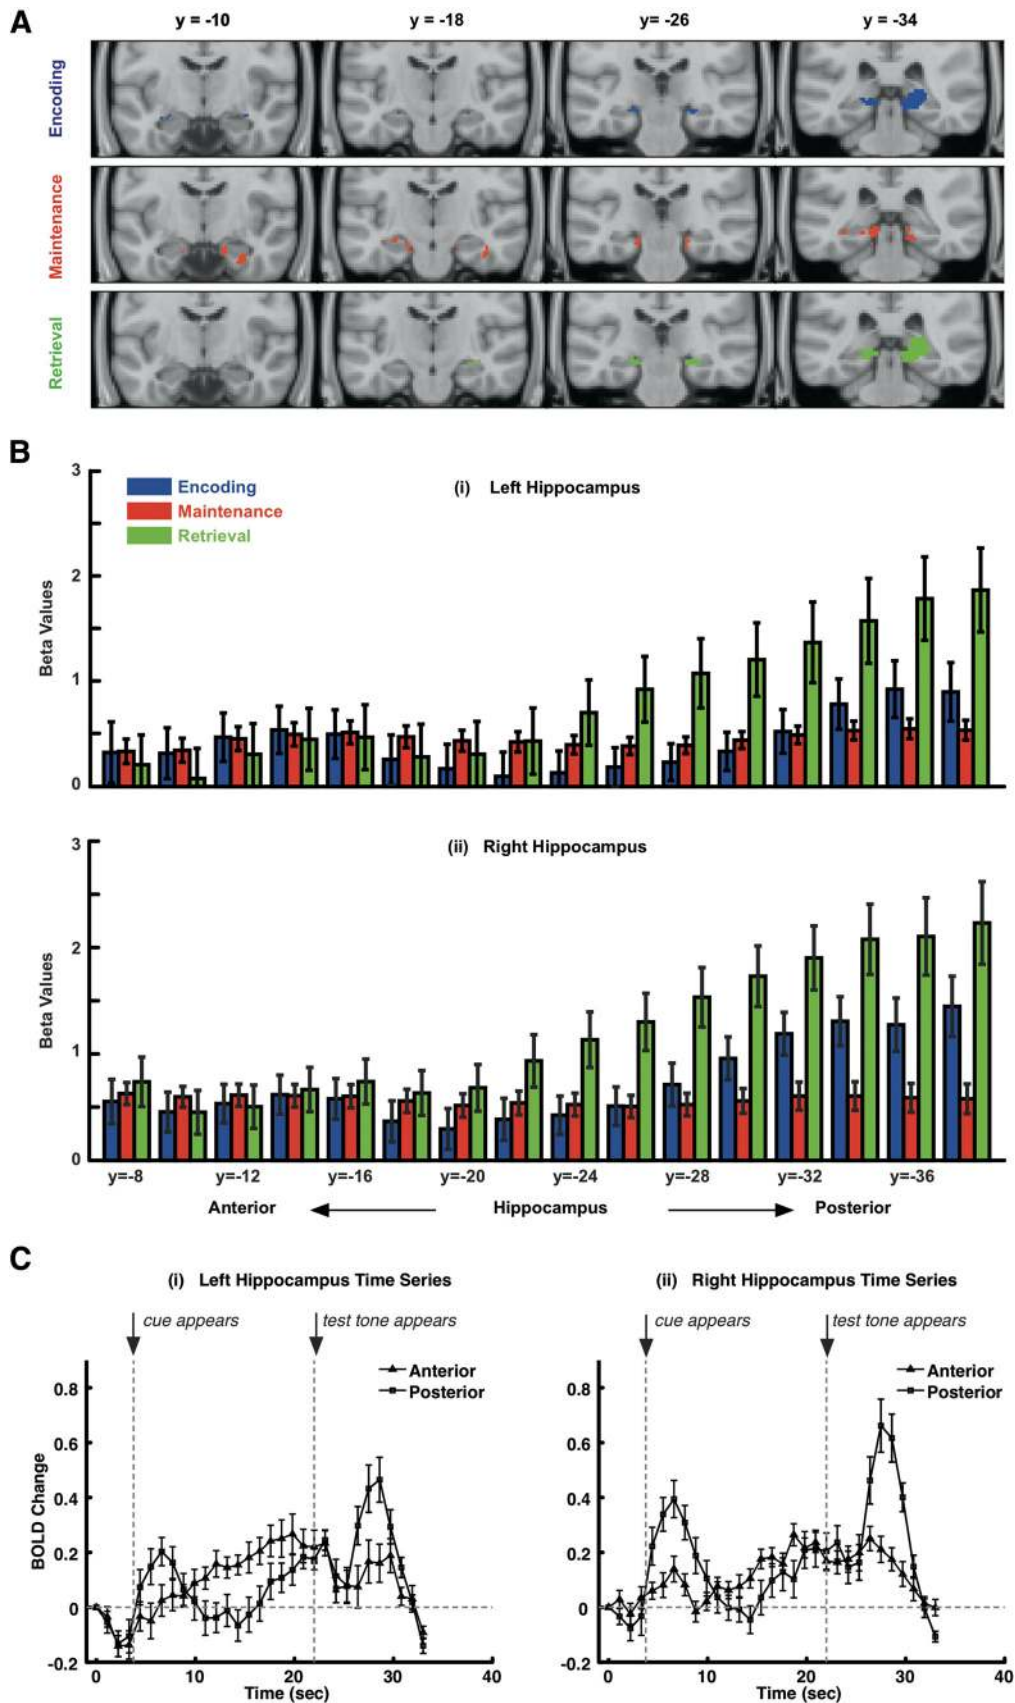 A
y = -10 y = -18 y= -26 y = -34
Encoding
Maintenance
Retrieval
B
3
(i) Left Hippocampus
Encoding
Maintenance
Retrieval
2
Beta Values
1
0
3
(ii) Right Hippocampus
2
Beta Values
1
0
y=-8 y=-12 y=-16 y=-20 y=-24 y=-28 y=-32 y=-36
Anterior Hippocampus Posterior
C
(i) Left Hippocampus Time Series
cue appears test tone appears
Anterior
Posterior
0.8
0.6
0.4
0.2
0
-0.2
BOLD Change
0 10 20 30 40
Time (sec)
(ii) Right Hippocampus Time Series
cue appears test tone appears
Anterior
Posterior
0.8
0.6
0.4
0.2
0
-0.2
0 10 20 30 40
Time (sec)